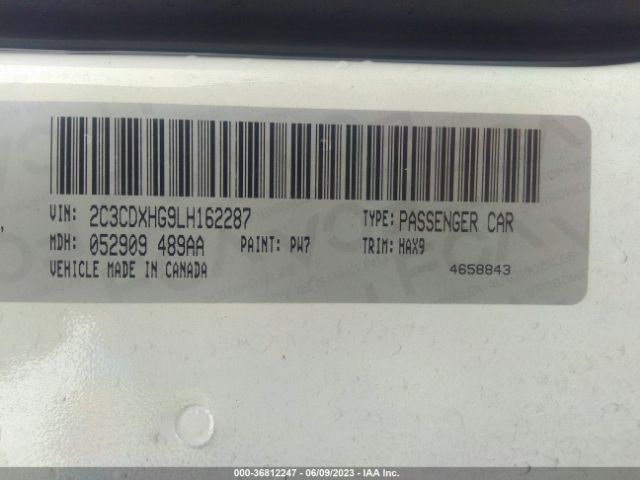 VIN: 2C3CDXHG9LH162287 TYPE: PASSENGER CAR
MDH: 052909 489AA PAINT: PW7 TRIM: HAX9
VEHICLE MADE IN CANADA 4658843
000-36812247 - 06/09/2023 - IAA Inc.